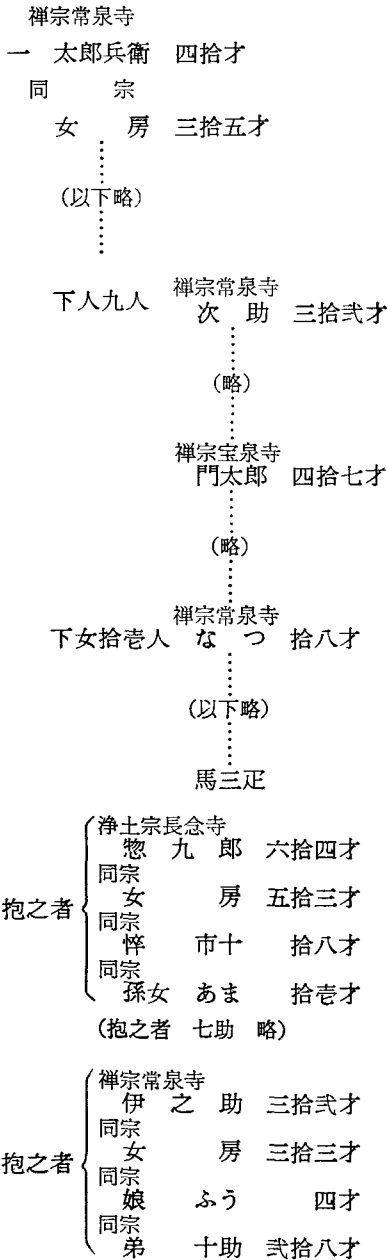 禅宗常泉寺
一 太郎兵衛 四拾才
同 宗
女 房 三拾五才
(以下略)
禅宗常泉寺
下人九人 次 助 三拾弐才
(略)
禅宗宝泉寺
門太郎 四拾七才
(略)
禅宗常泉寺
下女拾壱人 な つ 拾八才
(以下略)
馬三疋
浄土宗長念寺
惣 九 郎 六拾四才
同宗
女 房 五拾三才
同宗
抱之者
悴 市十 拾八才
同宗
孫女 あま 拾壱才
(抱之者 七助 略)
禅宗常泉寺
伊 之 助 三拾弐才
同宗
女 房 三拾三才
抱之者
同宗
娘 ふう 四才
同宗
弟 十助 弐拾八才